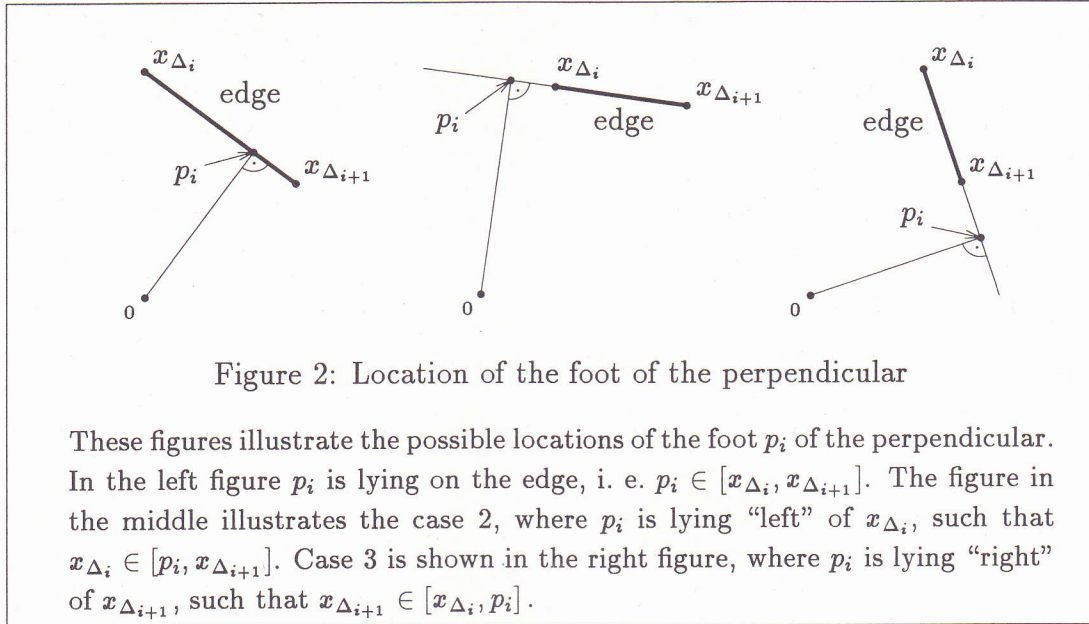 x_{Δ_i}
edge
p_i
x_{Δ_{i+1}}
0
x_{Δ_i}
x_{Δ_{i+1}}
p_i
edge
0
x_{Δ_i}
edge
x_{Δ_{i+1}}
p_i
0
Figure 2: Location of the foot of the perpendicular
These figures illustrate the possible locations of the foot p_i of the perpendicular.
In the left figure p_i is lying on the edge, i. e. p_i ∈ [x_{Δ_i}, x_{Δ_{i+1}}]. The figure in
the middle illustrates the case 2, where p_i is lying “left” of x_{Δ_i}, such that
x_{Δ_i} ∈ [p_i, x_{Δ_{i+1}}]. Case 3 is shown in the right figure, where p_i is lying “right”
of x_{Δ_{i+1}}, such that x_{Δ_{i+1}} ∈ [x_{Δ_i}, p_i].